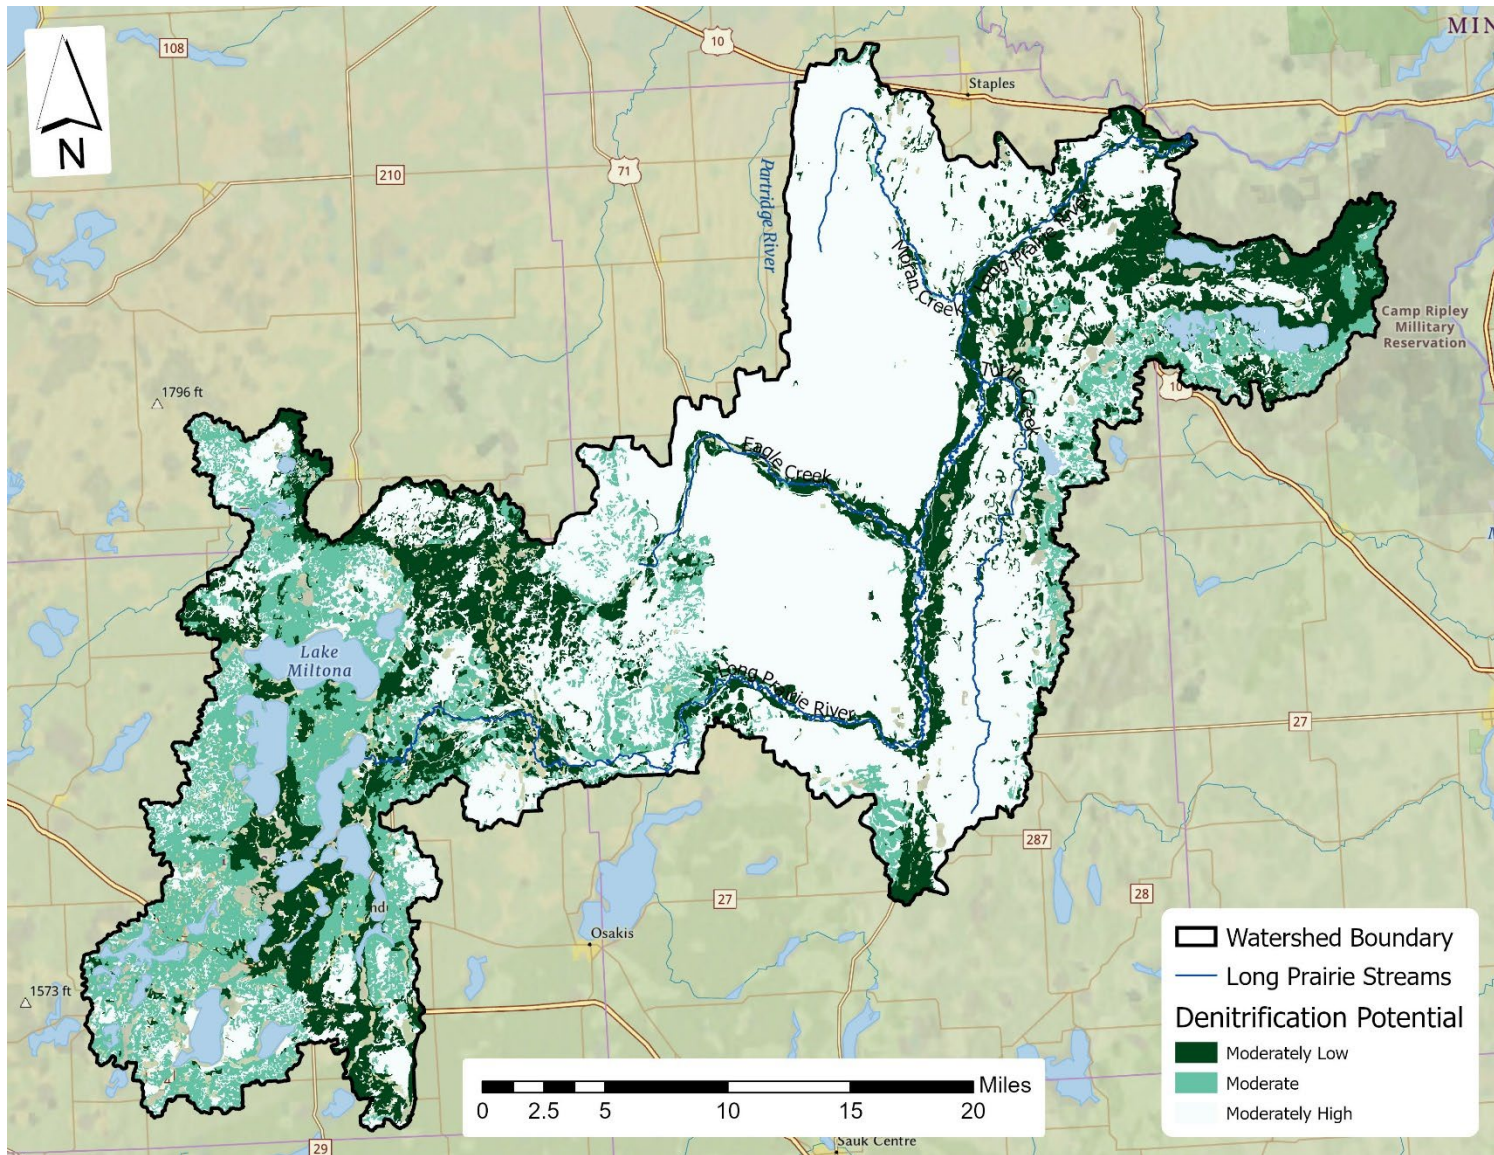 MIN
108
10
Staples
N
210
71
Partridge River
Long Prairie River
Moran Creek
Camp Ripley
Millitary
Reservation
Turtle Creek
10
1796 ft
Eagle Creek
Lake
Miltona
Long Prairie River
27
287
28
27
Osakis
1573 ft
29
Sauk Centre
Watershed Boundary
Long Prairie Streams
Denitrification Potential
Moderately Low
Moderate
Moderately High
Miles
0 2.5 5 10 15 20